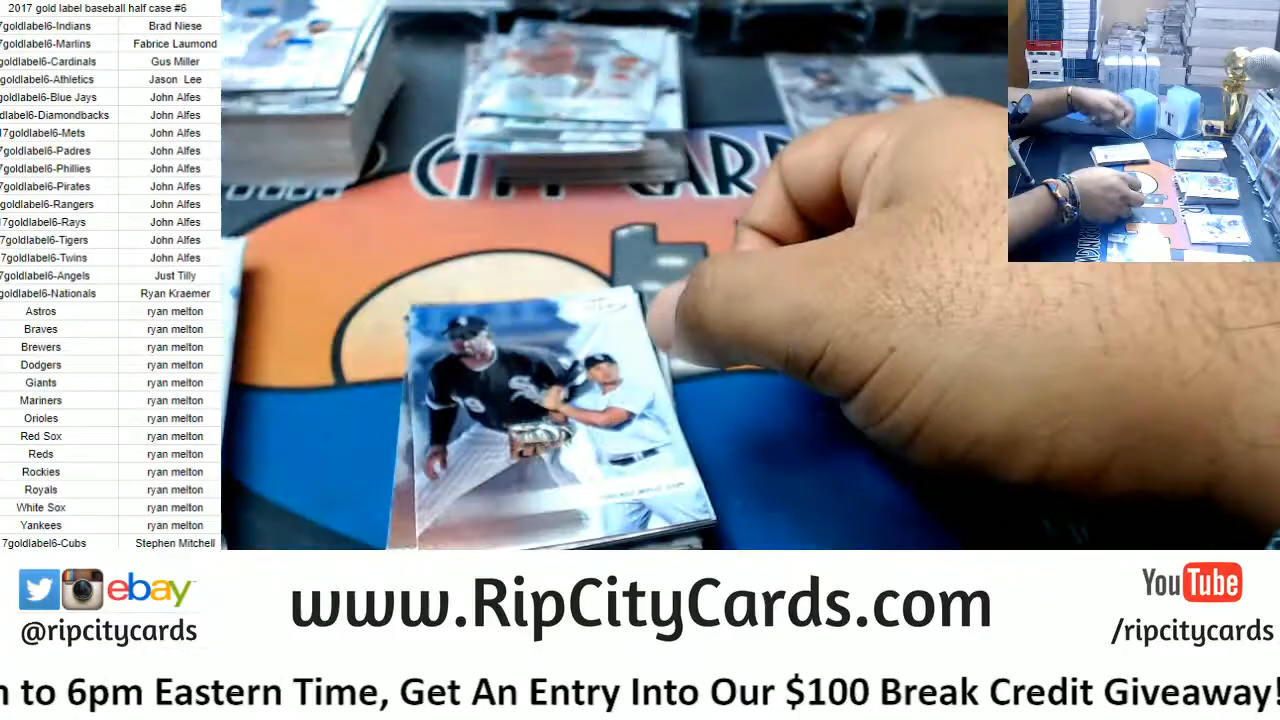 2017 gold label baseball half case #6
7goldlabel6-Indians Brad Niese
7goldlabel6-Marlins Fabrice Laumond
goldlabel6-Cardinals Gus Miller
goldlabel6-Athletics Jason Lee
goldlabel6-Blue Jays John Alfes
dlabel6-Diamondbacks John Alfes
17goldlabel6-Mets John Alfes
7goldlabel6-Padres John Alfes
7goldlabel6-Phillies John Alfes
7goldlabel6-Pirates John Alfes
goldlabel6-Rangers John Alfes
17goldlabel6-Rays John Alfes
7goldlabel6-Tigers John Alfes
7goldlabel6-Twins John Alfes
7goldlabel6-Angels Just Tilly
goldlabel6-Nationals Ryan Kraemer
Astros ryan melton
Braves ryan melton
Brewers ryan melton
Dodgers ryan melton
Giants ryan melton
Mariners ryan melton
Orioles ryan melton
Red Sox ryan melton
Reds ryan melton
Rockies ryan melton
Royals ryan melton
White Sox ryan melton
Yankees ryan melton
7goldlabel6-Cubs Stephen Mitchell
CITY CARD
ebay
@ripcitycards
www.RipCityCards.com
YouTube
/ripcitycards
n to 6pm Eastern Time, Get An Entry Into Our $100 Break Credit Giveaway!